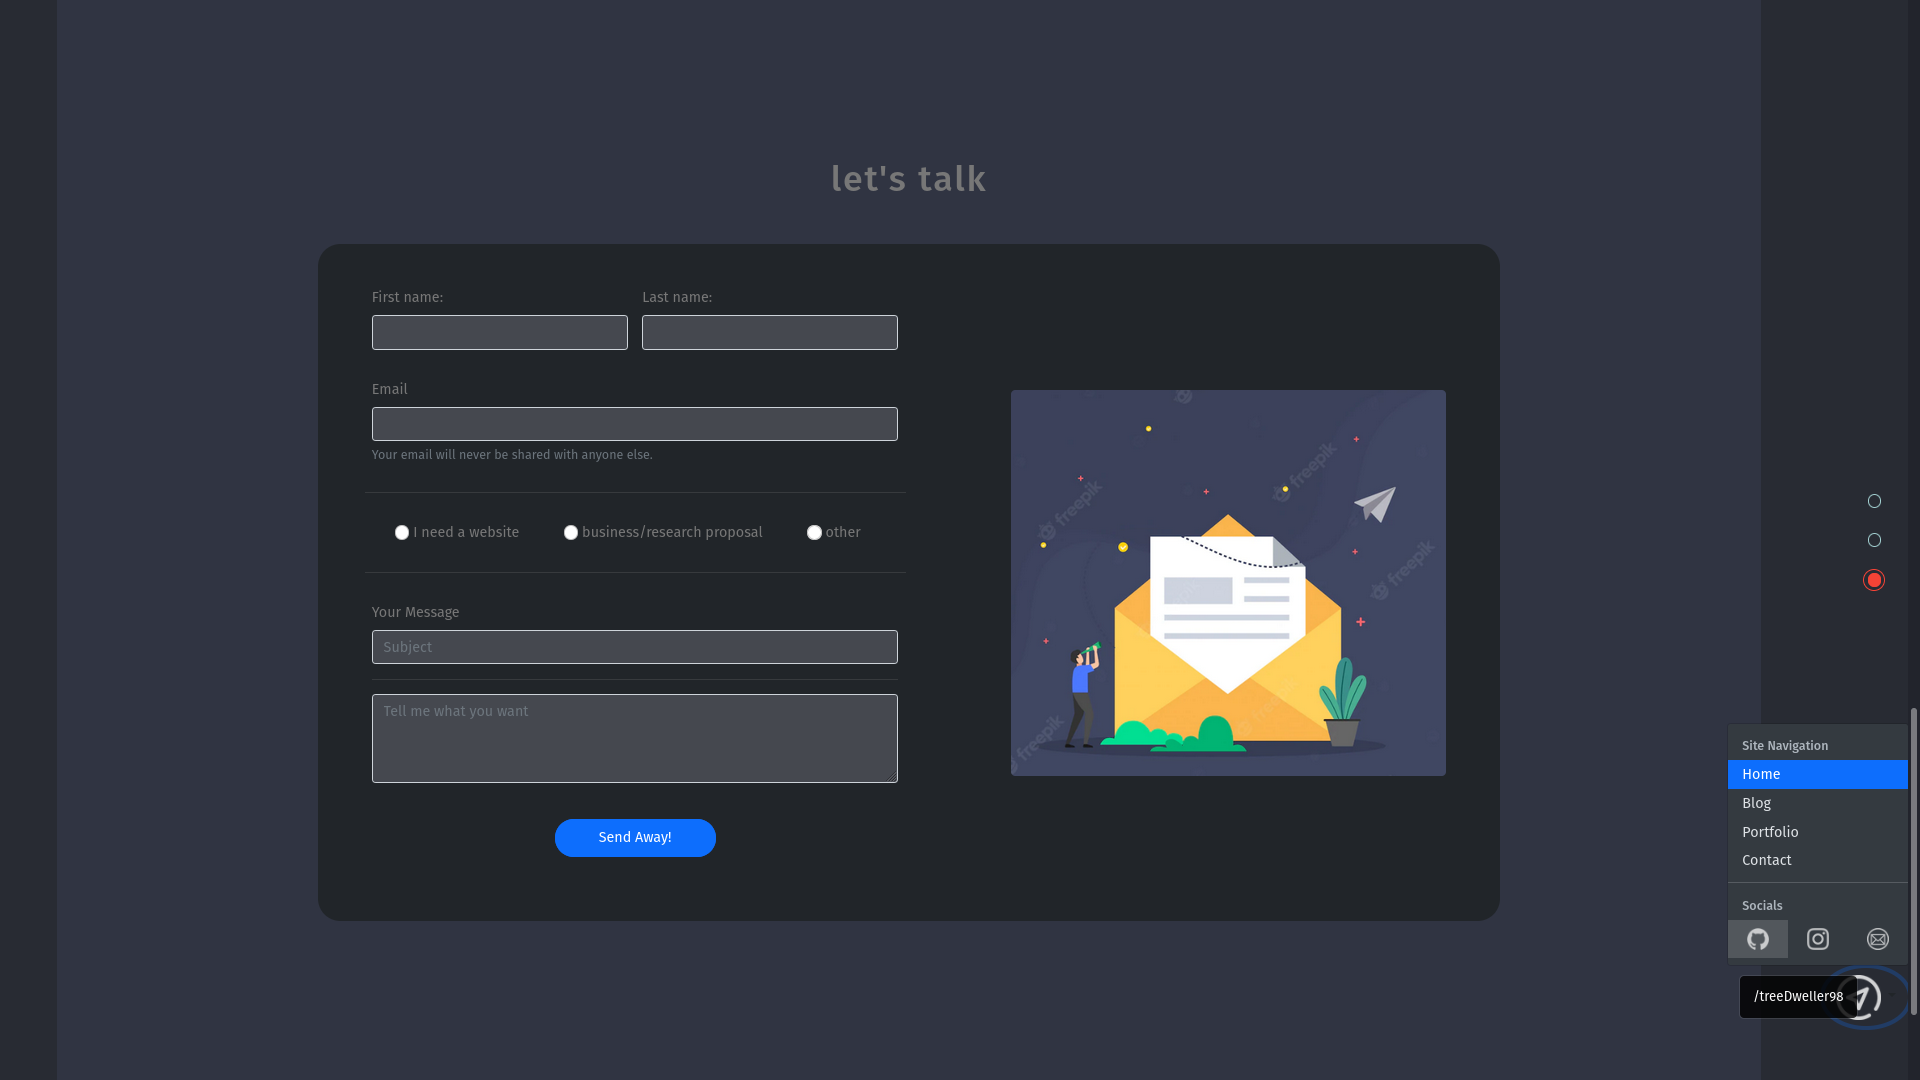 let's talk
First name:
Last name:
Email
Your email will never be shared with anyone else.
I need a website
business/research proposal
other
Your Message
Subject
Tell me what you want
Send Away!
freepik
freepik
freepik
freepik
Site Navigation
Home
Blog
Portfolio
Contact
Socials
/treeDweller98